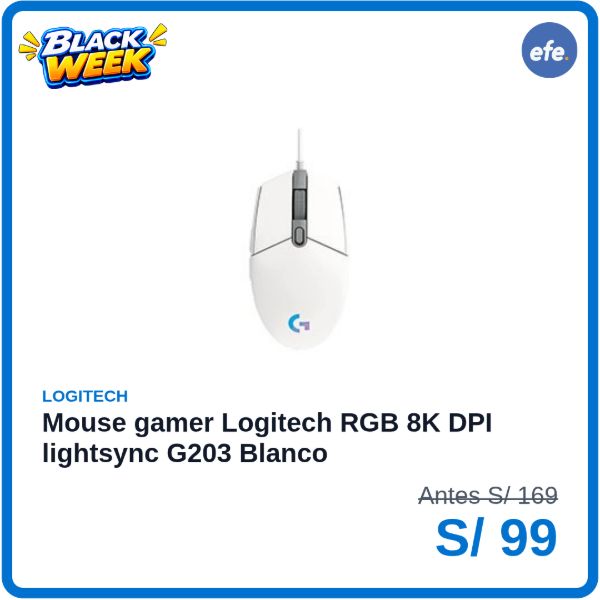 BLACK
WEEK
efe.
LOGITECH
Mouse gamer Logitech RGB 8K DPI
lightsync G203 Blanco
Antes S/ 169
S/ 99